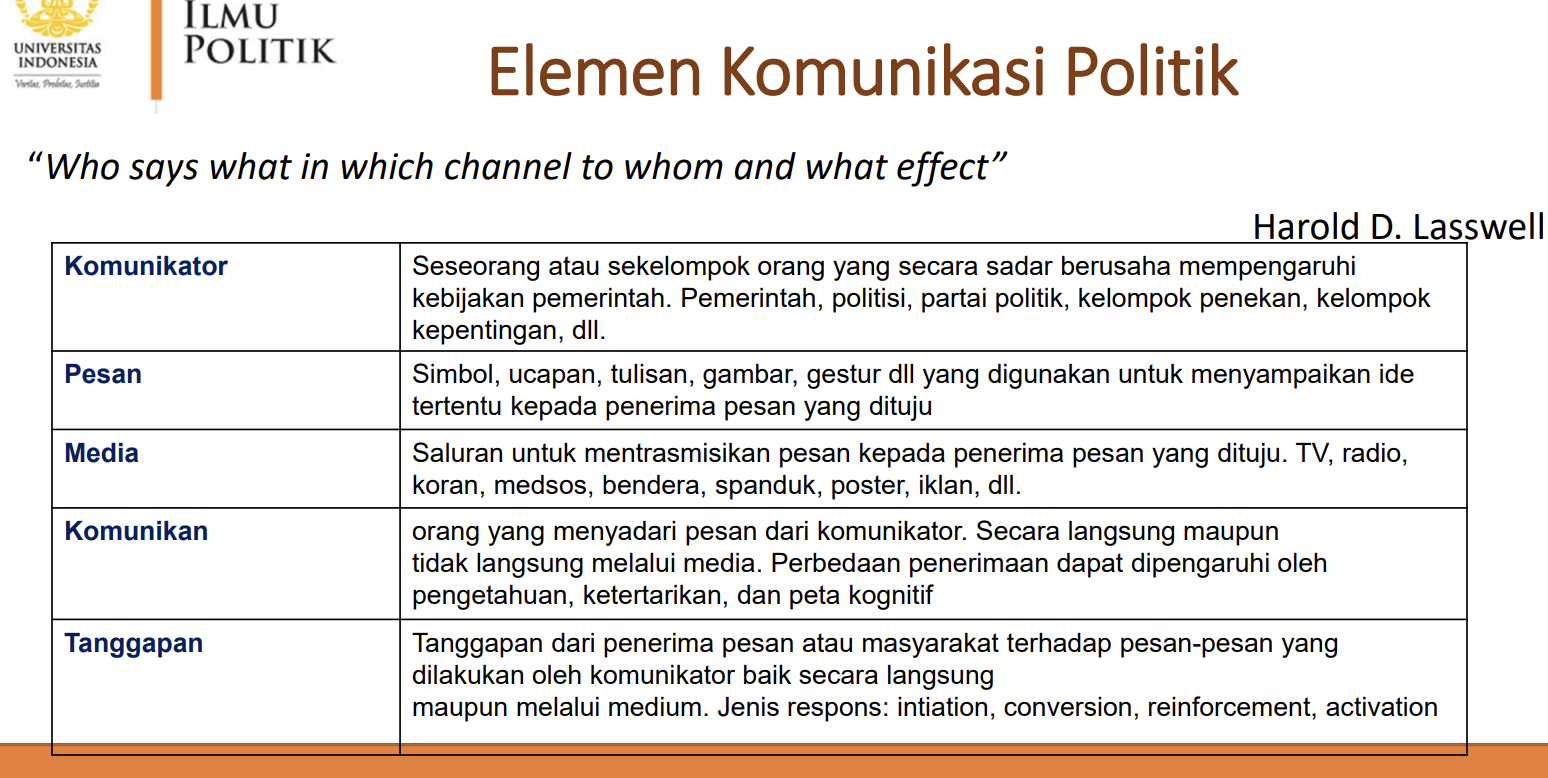 ILMU
POLITIK
UNIVERSITAS
INDONESIA
Veritas, Probitas, Iustitia
Elemen Komunikasi Politik
“Who says what in which channel to whom and what effect”
Harold D. Lasswell
Komunikator
Seseorang atau sekelompok orang yang secara sadar berusaha mempengaruhi
kebijakan pemerintah. Pemerintah, politisi, partai politik, kelompok penekan, kelompok
kepentingan, dll.
Pesan
Simbol, ucapan, tulisan, gambar, gestur dll yang digunakan untuk menyampaikan ide
tertentu kepada penerima pesan yang dituju
Media
Saluran untuk mentrasmisikan pesan kepada penerima pesan yang dituju. TV, radio,
koran, medsos, bendera, spanduk, poster, iklan, dll.
Komunikan
orang yang menyadari pesan dari komunikator. Secara langsung maupun
tidak langsung melalui media. Perbedaan penerimaan dapat dipengaruhi oleh
pengetahuan, ketertarikan, dan peta kognitif
Tanggapan
Tanggapan dari penerima pesan atau masyarakat terhadap pesan-pesan yang
dilakukan oleh komunikator baik secara langsung
maupun melalui medium. Jenis respons: intiation, conversion, reinforcement, activation